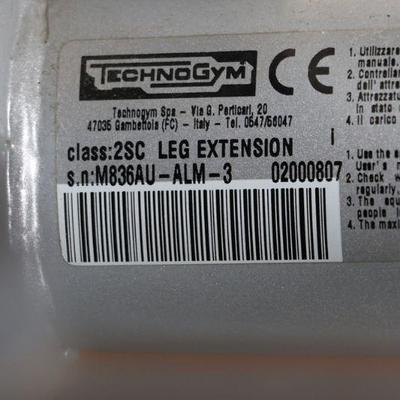 TECHNOGYM CE
Technogym Spa - Via G. Perticari, 20
47035 Gambettola (FC) - Italy - Tel. 0547/56047
class:2SC LEG EXTENSION
s.n:M836AU-ALM-3 02000807
1. Utilizzare
manuale.
2. Controllar
dell'attrez
3. Attrezzatu
in stato
4. Il carico
1. Use the e
User's
2. Check w
regularly.
3. The equ
people i
4. The maxi